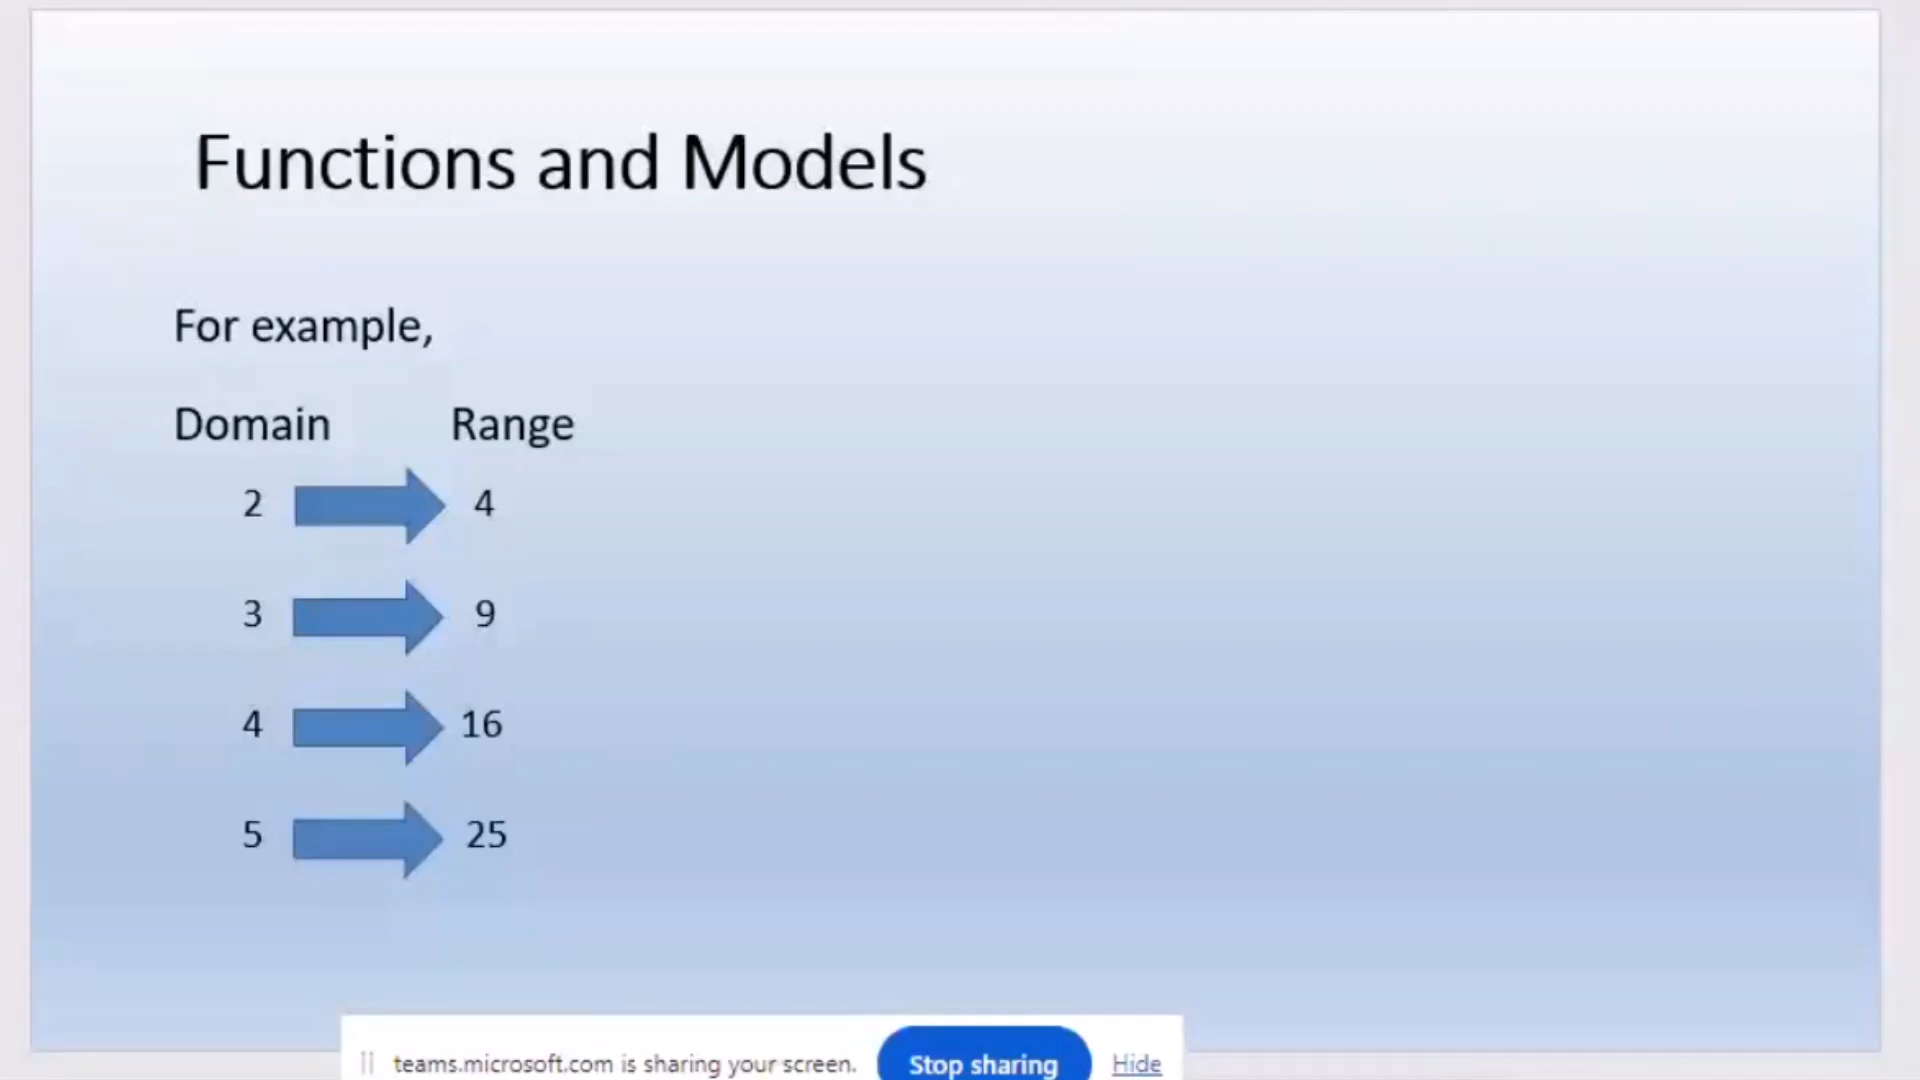 Functions and Models
For example,
Domain Range
2 4
3 9
4 16
5 25
teams.microsoft.com is sharing your screen. Stop sharing Hide